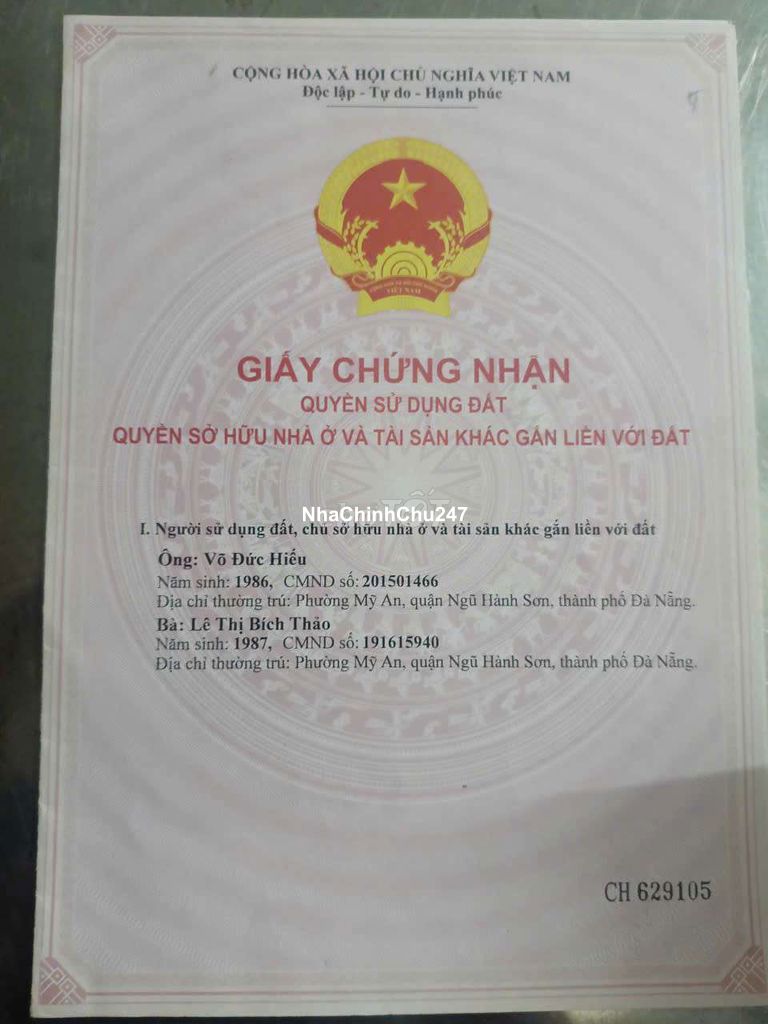 CỘNG HÒA XÃ HỘI CHỦ NGHĨA VIỆT NAM
Độc lập - Tự do - Hạnh phúc
VIỆT NAM
GIẤY CHỨNG NHẬN
QUYỀN SỬ DỤNG ĐẤT
QUYỀN SỞ HỮU NHÀ Ở VÀ TÀI SẢN KHÁC GẮN LIỀN VỚI ĐẤT
NhaChinhChu247
I. Người sử dụng đất, chủ sở hữu nhà ở và tài sản khác gắn liền với đất
Ông: Võ Đức Hiếu
Năm sinh: 1986, CMND số: 201501466
Địa chỉ thường trú: Phường Mỹ An, quận Ngũ Hành Sơn, thành phố Đà Nẵng.
Bà: Lê Thị Bích Thảo
Năm sinh: 1987, CMND số: 191615940
Địa chỉ thường trú: Phường Mỹ An, quận Ngũ Hành Sơn, thành phố Đà Nẵng.
CH 629105